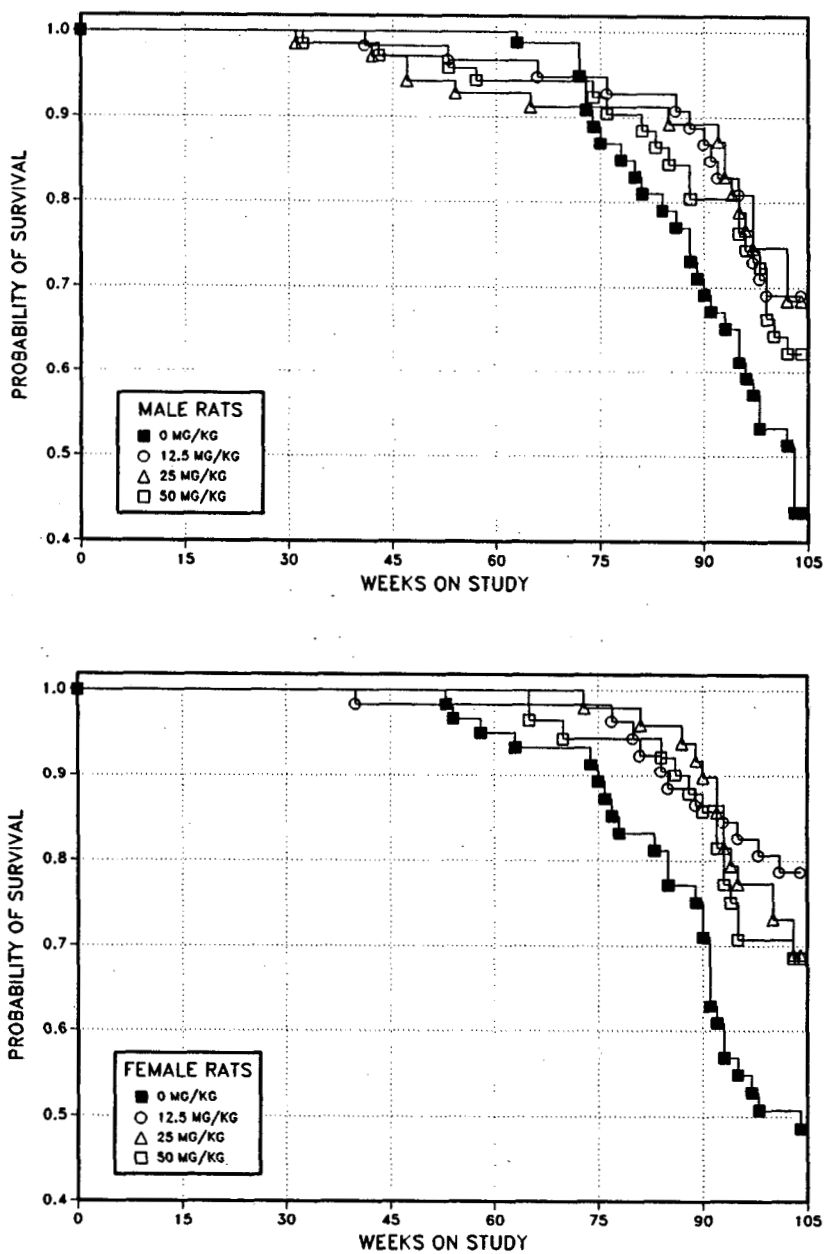 1.0
0.9
0.8
0.7
0.6
0.5
0.4
PROBABILITY OF SURVIVAL
MALE RATS
0 MG/KG
12.5 MG/KG
25 MG/KG
50 MG/KG
0 15 30 45 60 75 90 105
WEEKS ON STUDY
1.0
0.9
0.8
0.7
0.6
0.5
0.4
PROBABILITY OF SURVIVAL
FEMALE RATS
0 MG/KG
12.5 MG/KG
25 MG/KG
50 MG/KG
0 15 30 45 60 75 90 105
WEEKS ON STUDY